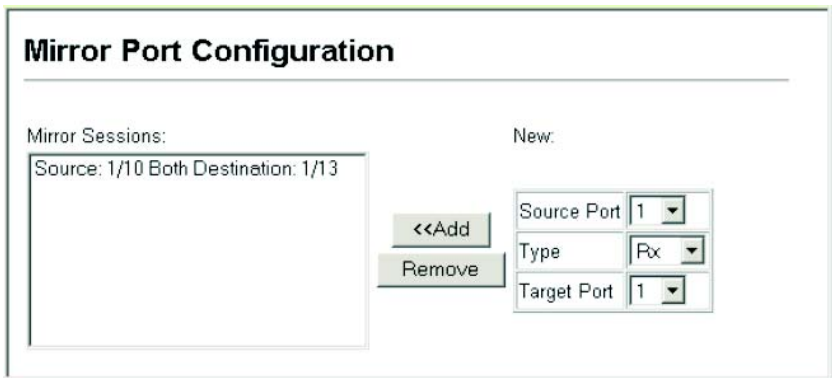 Mirror Port Configuration
Mirror Sessions:
Source: 1/10 Both Destination: 1/13
<<Add
Remove
New:
Source Port 1
Type Rx
Target Port 1